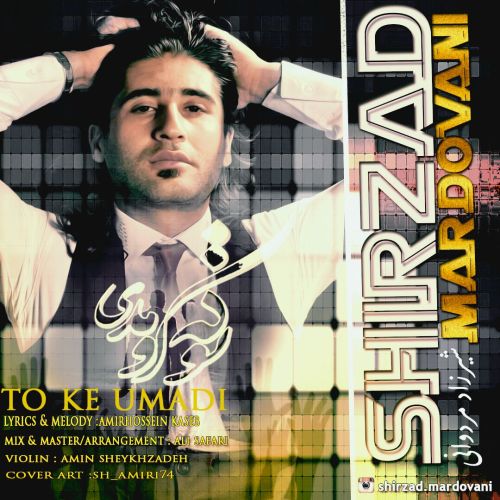 SHIRZAD
MARDOVANI
شیرزاد مردوانی
تو که اومدی
TO KE UMADI
LYRICS & MELODY :AMIRHOSSEIN KASEB
MIX & MASTER/ARRANGEMENT : ALI SAFARI
VIOLIN : AMIN SHEYKHZADEH
COVER ART :SH_AMIRI74
shirzad.mardovani